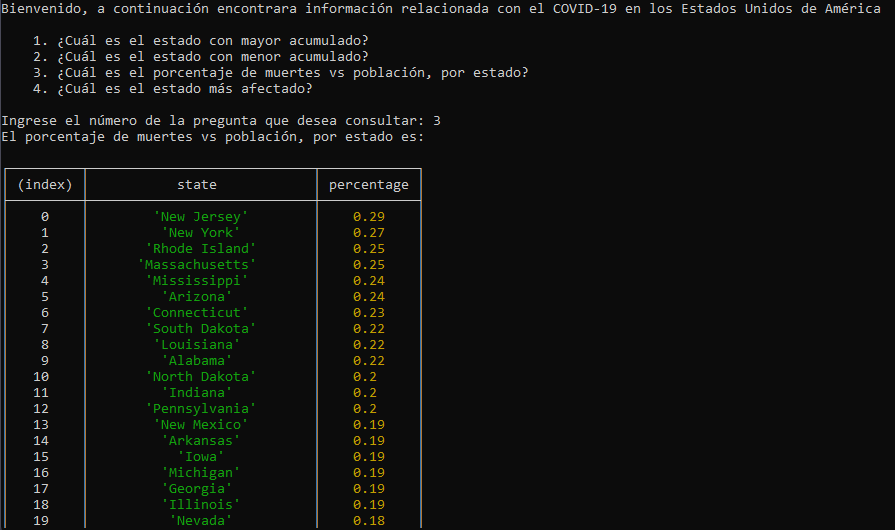 Bienvenido, a continuación encontrara información relacionada con el COVID-19 en los Estados Unidos de América
1. ¿Cuál es el estado con mayor acumulado?
2. ¿Cuál es el estado con menor acumulado?
3. ¿Cuál es el porcentaje de muertes vs población, por estado?
4. ¿Cuál es el estado más afectado?
Ingrese el número de la pregunta que desea consultar: 3
El porcentaje de muertes vs población, por estado es:
(index) state percentage
0 'New Jersey' 0.29
1 'New York' 0.27
2 'Rhode Island' 0.25
3 'Massachusetts' 0.25
4 'Mississippi' 0.24
5 'Arizona' 0.24
6 'Connecticut' 0.23
7 'South Dakota' 0.22
8 'Louisiana' 0.22
9 'Alabama' 0.22
10 'North Dakota' 0.2
11 'Indiana' 0.2
12 'Pennsylvania' 0.2
13 'New Mexico' 0.19
14 'Arkansas' 0.19
15 'Iowa' 0.19
16 'Michigan' 0.19
17 'Georgia' 0.19
18 'Illinois' 0.19
19 'Nevada' 0.18